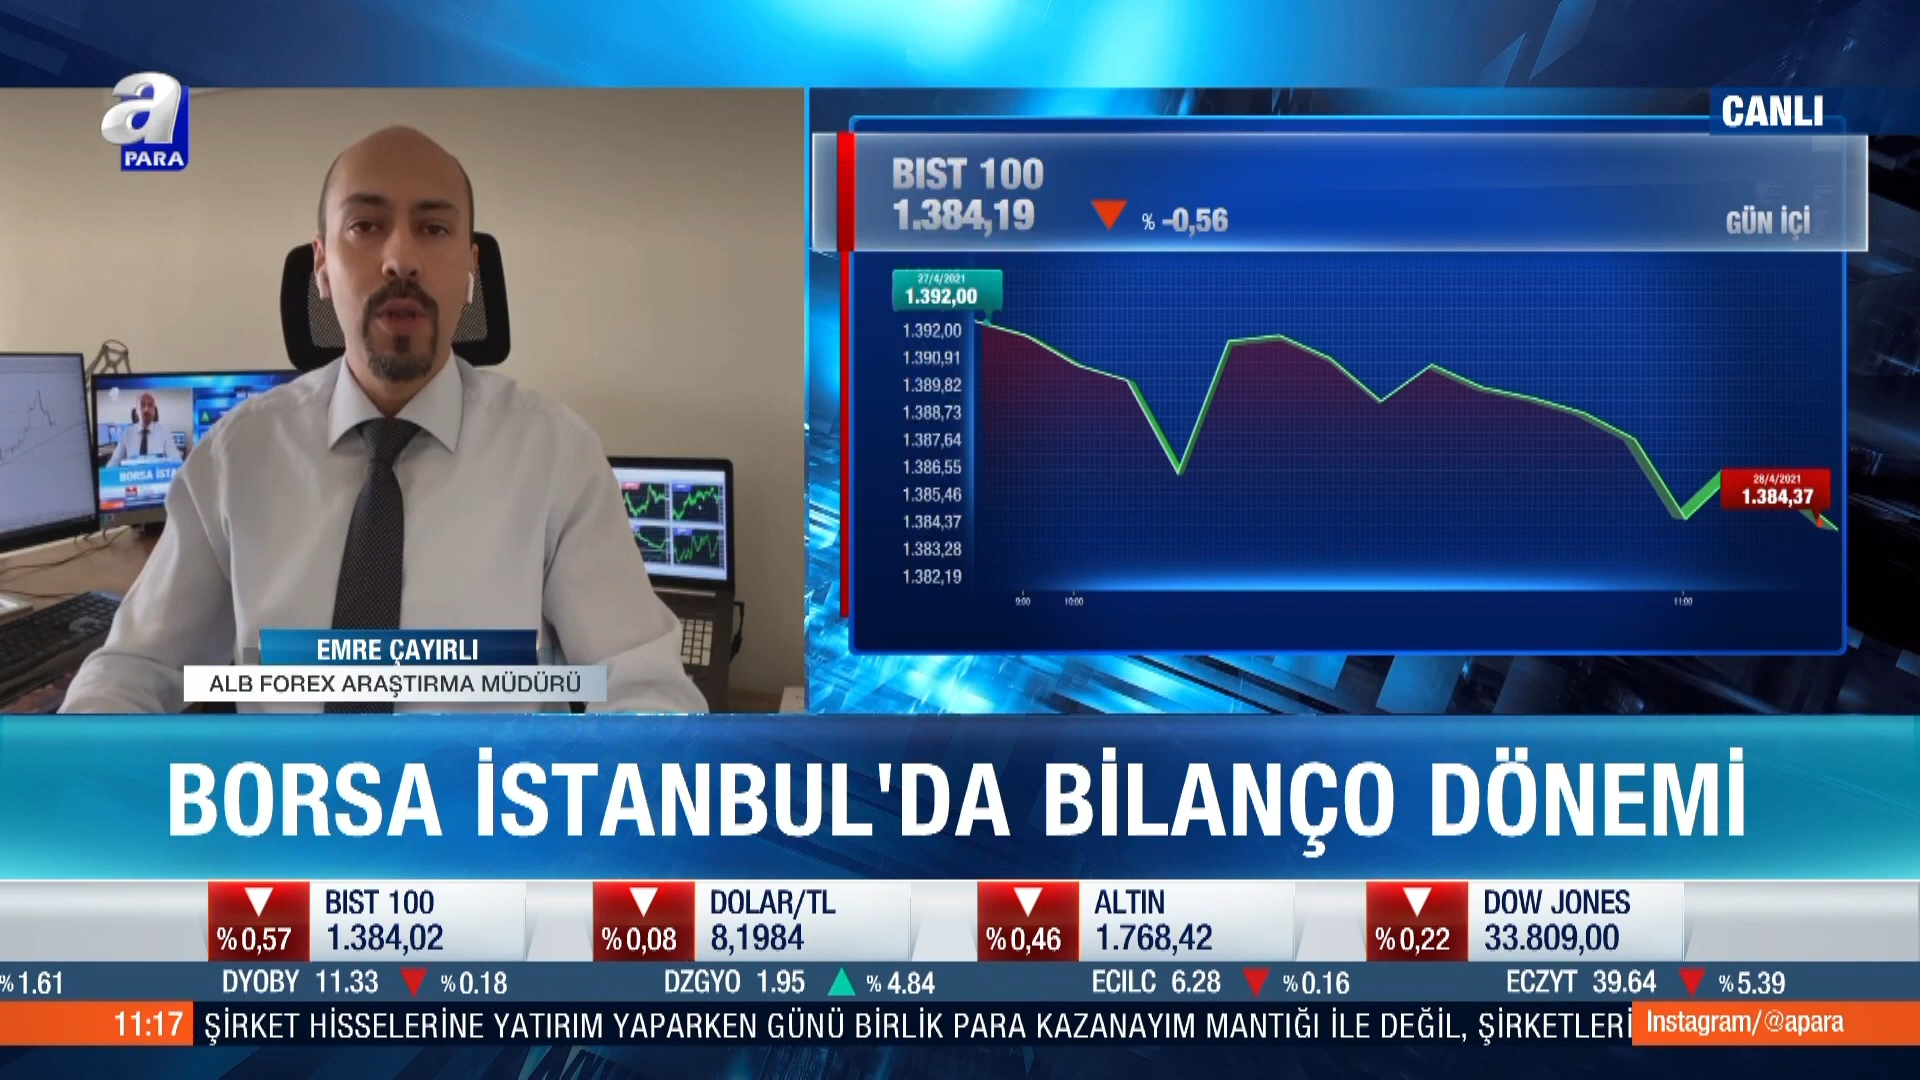 a
PARA
CANLI
BIST 100
1.384,19 % -0,56
GÜN İÇİ
27/4/2021
1.392,00
1.392,00
1.390,91
1.389,82
1.388,73
1.387,64
1.386,55
1.385,46
1.384,37
1.383,28
1.382,19
28/4/2021
1.384,37
9:00 10:00 11:00
BORSA İSTA
EMRE ÇAYIRLI
ALB FOREX ARAŞTIRMA MÜDÜRÜ
BORSA İSTANBUL'DA BİLANÇO DÖNEMİ
%0,57 BIST 100 1.384,02
%0,08 DOLAR/TL 8,1984
%0,46 ALTIN 1.768,42
%0,22 DOW JONES 33.809,00
%1.61 DYOBY 11.33 %0.18 DZGYO 1.95 %4.84 ECILC 6.28 %0.16 ECZYT 39.64 %5.39
11:17 ŞİRKET HİSSELERİNE YATIRIM YAPARKEN GÜNÜ BİRLİK PARA KAZANAYIM MANTIĞI İLE DEĞİL, ŞİRKETLERİ Instagram/@apara